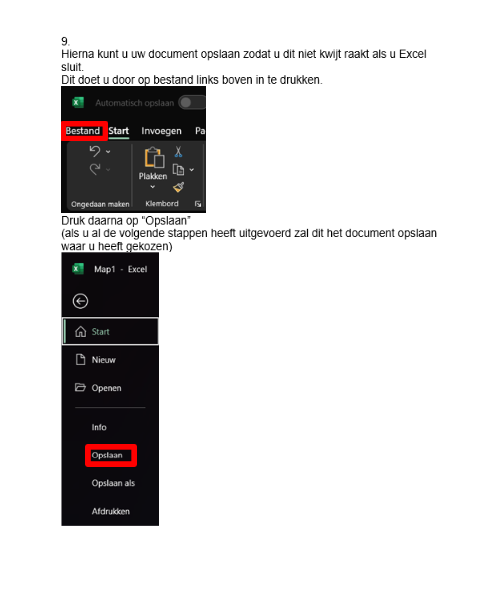 9.
Hierna kunt u uw document opslaan zodat u dit niet kwijt raakt als u Excel
sluit.
Dit doet u door op bestand links boven in te drukken.
Automatisch opslaan
Bestand Start Invoegen Pa
Plakken
Ongedaan maken Klembord
Druk daarna op "Opslaan"
(als u al de volgende stappen heeft uitgevoerd zal dit het document opslaan
waar u heeft gekozen)
Map1 - Excel
Start
Nieuw
Openen
Info
Opslaan
Opslaan als
Afdrukken